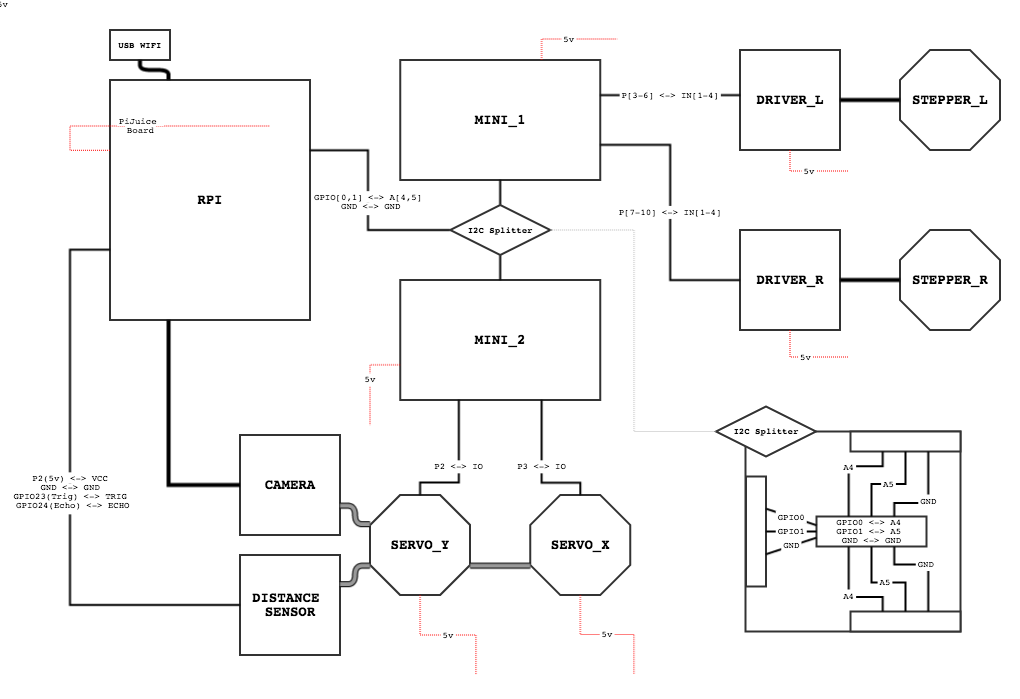 5v
USB WIFI
5v
PiJuice
Board
RPI
MINI_1
P[3-6] <-> IN[1-4]
DRIVER_L
STEPPER_L
5v
GPIO[0,1] <-> A[4,5]
GND <-> GND
I2C Splitter
P[7-10] <-> IN[1-4]
DRIVER_R
STEPPER_R
5v
MINI_2
5v
P2 <-> IO
P3 <-> IO
P2(5v) <-> VCC
GND <-> GND
GPIO23(Trig) <-> TRIG
GPIO24(Echo) <-> ECHO
CAMERA
SERVO_Y
SERVO_X
DISTANCE
SENSOR
5v
5v
I2C Splitter
A4
A5
GND
GPIO0
GPIO1
GND
GPIO0 <-> A4
GPIO1 <-> A5
GND <-> GND
GND
A5
A4